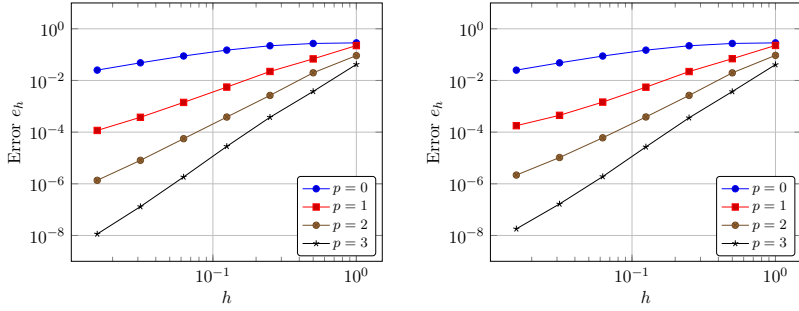 10^0
10^-2
10^-4
10^-6
10^-8
Error e_h
10^-1
10^0
h
p = 0
p = 1
p = 2
p = 3
10^0
10^-2
10^-4
10^-6
10^-8
Error e_h
10^-1
10^0
h
p = 0
p = 1
p = 2
p = 3